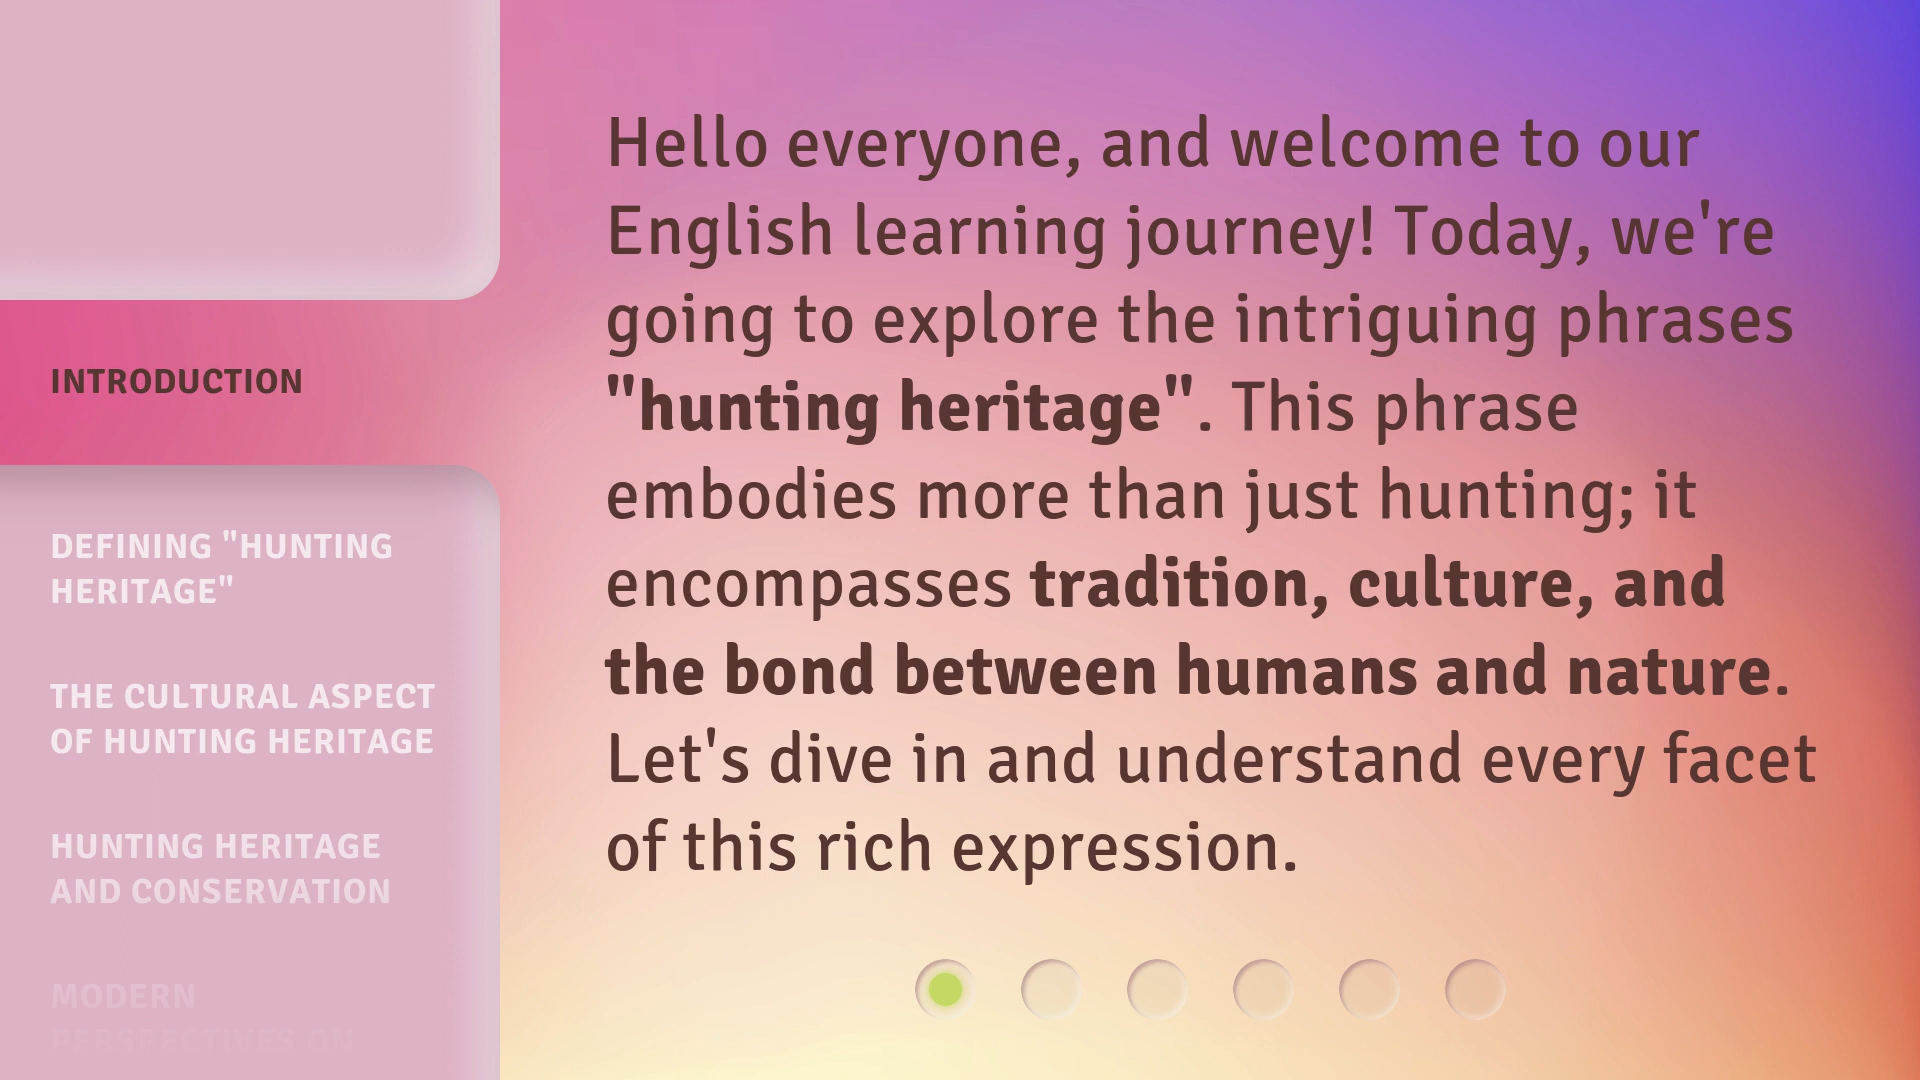 INTRODUCTION
DEFINING "HUNTING
HERITAGE"
THE CULTURAL ASPECT
OF HUNTING HERITAGE
HUNTING HERITAGE
AND CONSERVATION
MODERN
PERSPECTIVES ON
Hello everyone, and welcome to our
English learning journey! Today, we're
going to explore the intriguing phrases
"hunting heritage". This phrase
embodies more than just hunting; it
encompasses tradition, culture, and
the bond between humans and nature.
Let's dive in and understand every facet
of this rich expression.